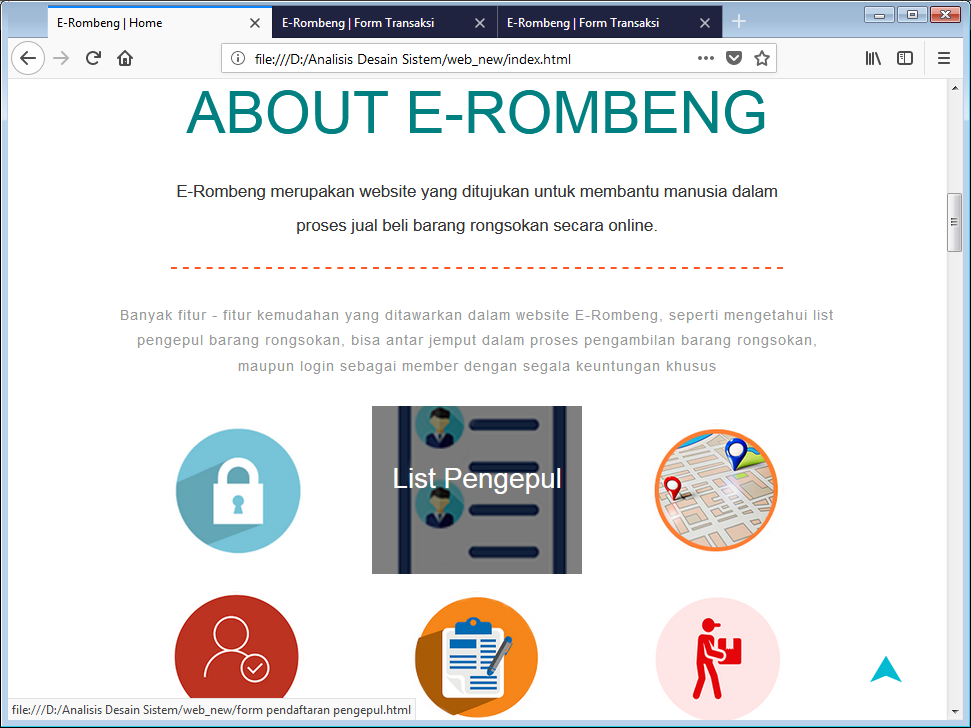 E-Rombeng | Home
E-Rombeng | Form Transaksi
E-Rombeng | Form Transaksi
file:///D:/Analisis Desain Sistem/web_new/index.html
ABOUT E-ROMBENG
E-Rombeng merupakan website yang ditujukan untuk membantu manusia dalam
proses jual beli barang rongsokan secara online.
Banyak fitur - fitur kemudahan yang ditawarkan dalam website E-Rombeng, seperti mengetahui list
pengepul barang rongsokan, bisa antar jemput dalam proses pengambilan barang rongsokan,
maupun login sebagai member dengan segala keuntungan khusus
List Pengepul
file:///D:/Analisis Desain Sistem/web_new/form pendaftaran pengepul.html